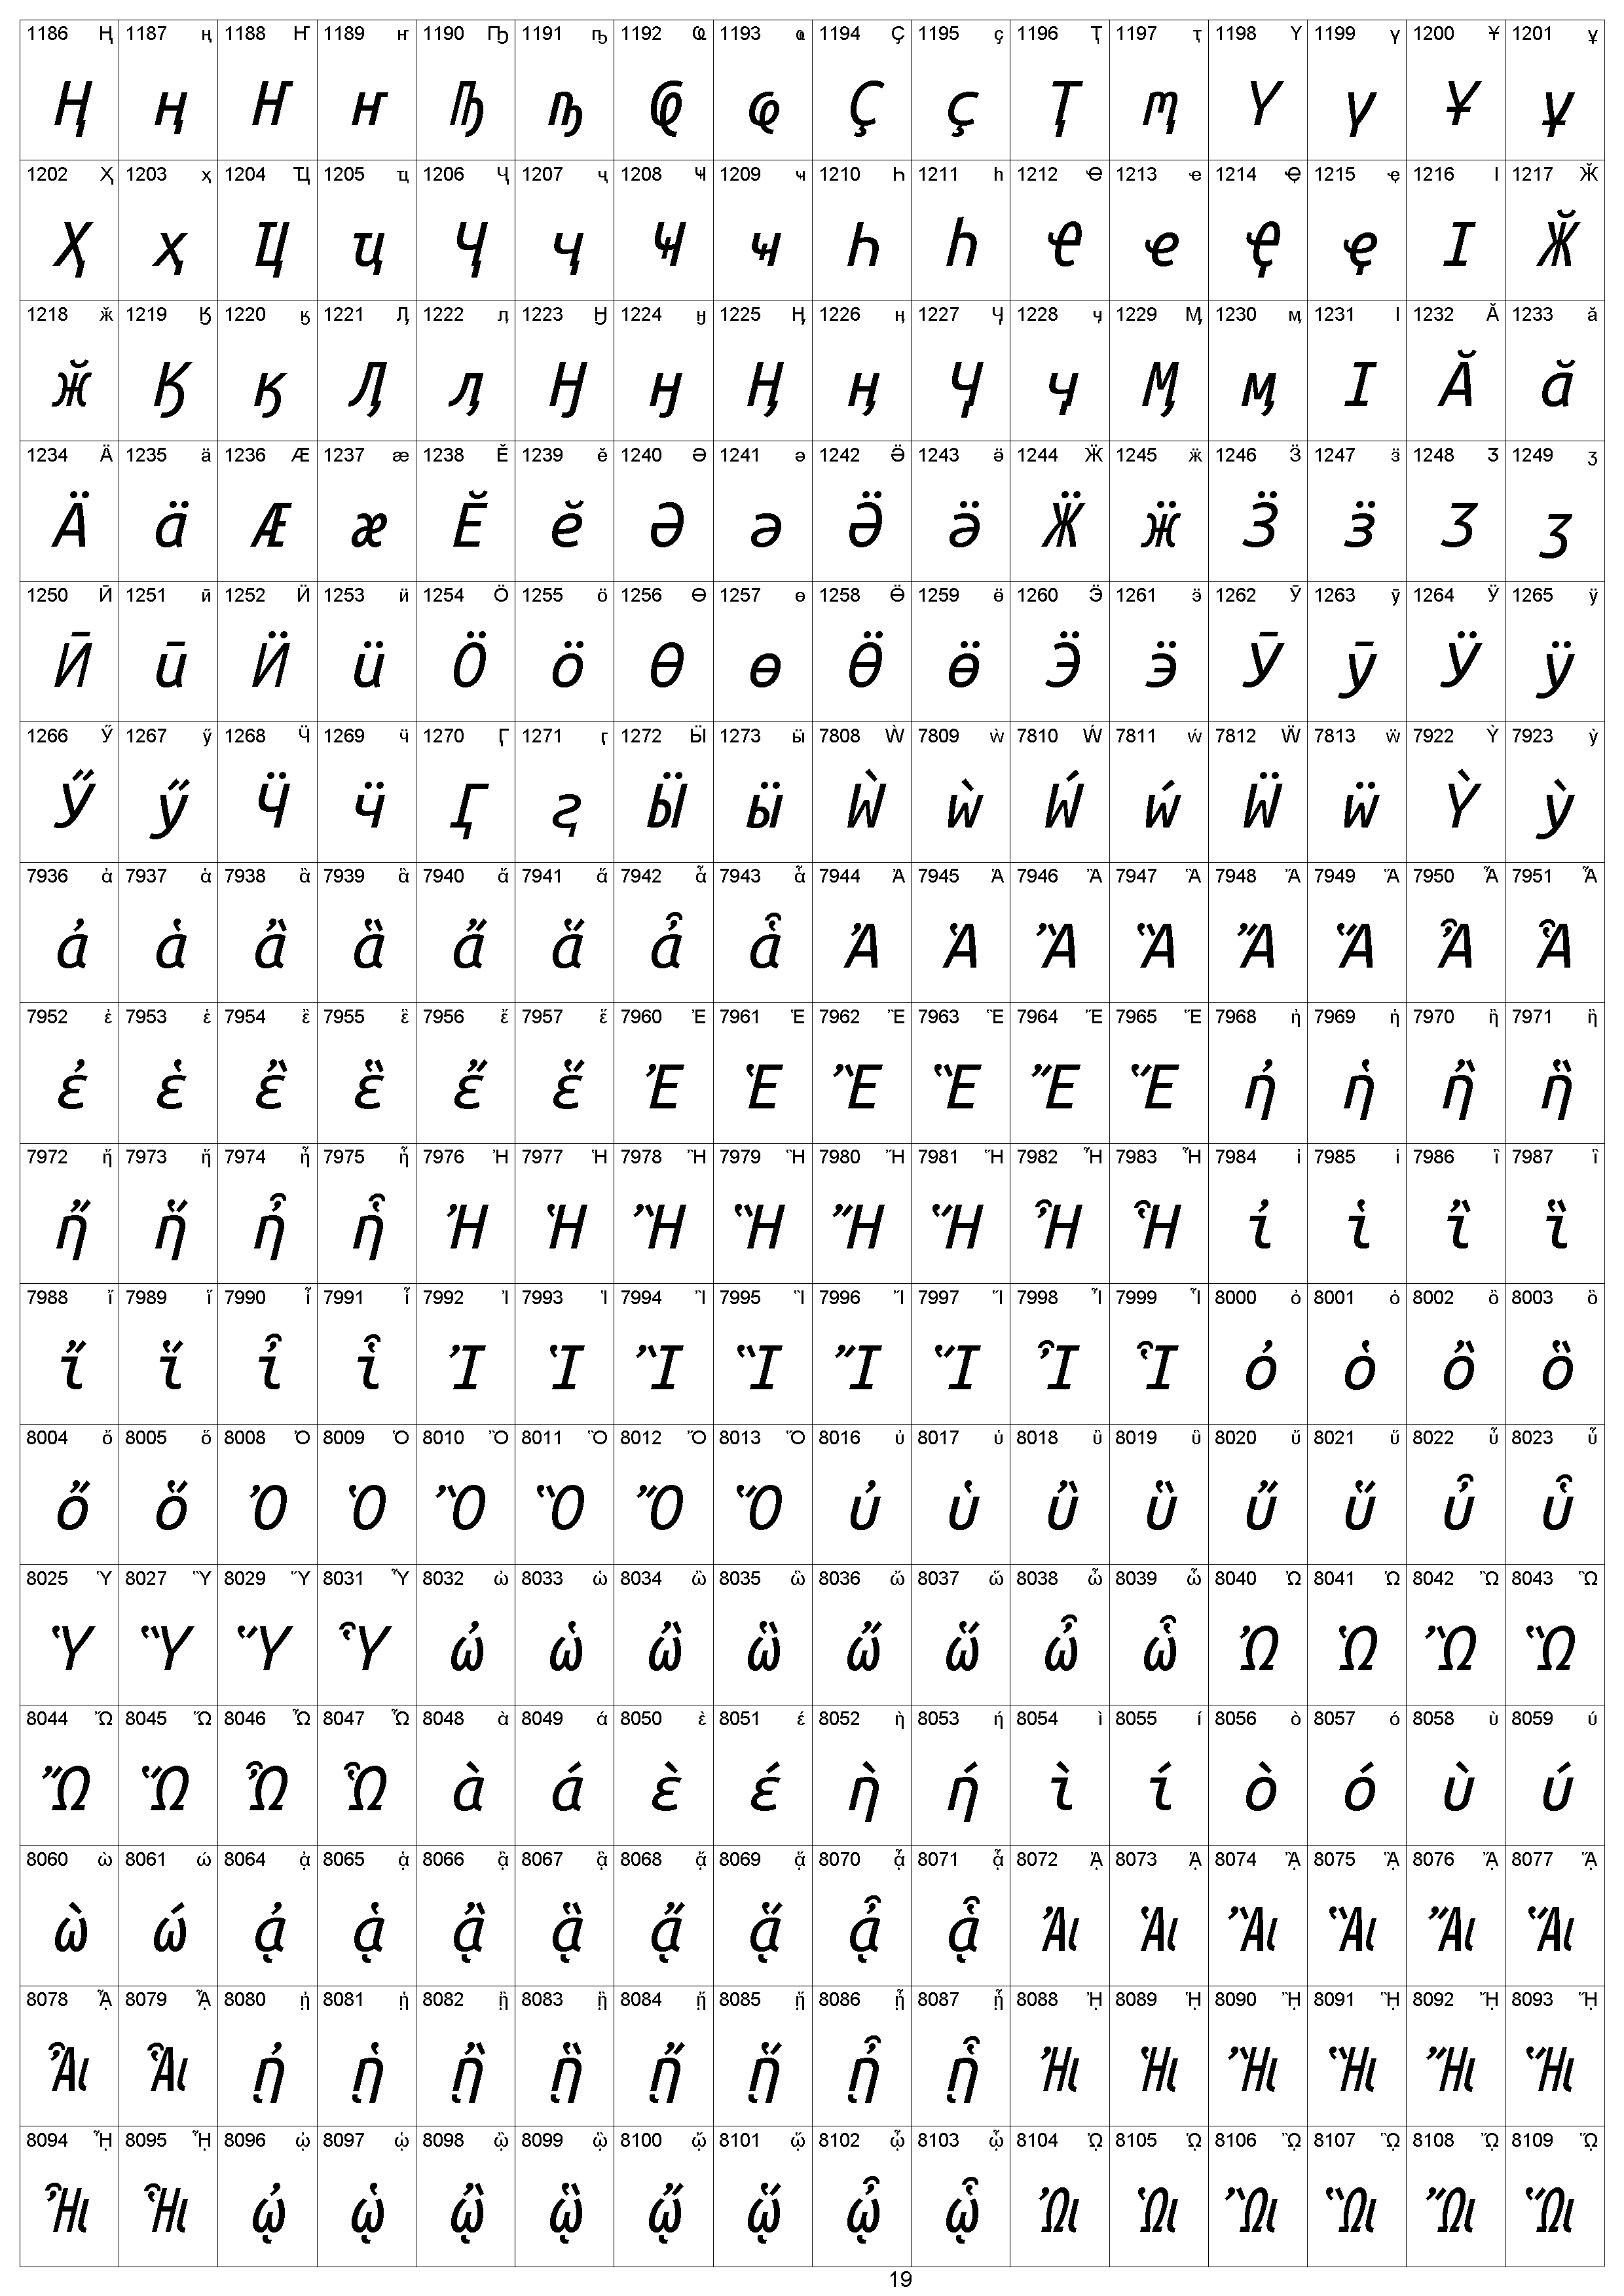 1186 Ң 1187 ң 1188 Ҥ 1189 ҥ 1190 Ҧ 1191 ҧ 1192 Ҩ 1193 ҩ 1194 Ҫ 1195 ҫ 1196 Ҭ 1197 ҭ 1198 Ү 1199 ү 1200 Ұ 1201 ұ
Ң ң Ҥ ҥ Ҧ ҧ Ҩ ҩ Ҫ ҫ Ҭ ҭ Ү ү Ұ ұ
1202 Ҳ 1203 ҳ 1204 Ҵ 1205 ҵ 1206 Ҷ 1207 ҷ 1208 Ҹ 1209 ҹ 1210 Һ 1211 һ 1212 Ҽ 1213 ҽ 1214 Ҿ 1215 ҿ 1216 Ӏ 1217 Ӂ
Ҳ ҳ Ҵ ҵ Ҷ ҷ Ҹ ҹ Һ һ Ҽ ҽ Ҿ ҿ Ӏ Ӂ
1218 ӂ 1219 Ӄ 1220 ӄ 1221 Ӆ 1222 ӆ 1223 Ӈ 1224 ӈ 1225 Ӊ 1226 ӊ 1227 Ӌ 1228 ӌ 1229 Ӎ 1230 ӎ 1231 ӏ 1232 Ӑ 1233 ӑ
ӂ Ӄ ӄ Ӆ ӆ Ӈ ӈ Ӊ ӊ Ӌ ӌ Ӎ ӎ ӏ Ӑ ӑ
1234 Ӓ 1235 ӓ 1236 Ӕ 1237 ӕ 1238 Ӗ 1239 ӗ 1240 Ә 1241 ә 1242 Ӛ 1243 ӛ 1244 Ӝ 1245 ӝ 1246 Ӟ 1247 ӟ 1248 Ӡ 1249 ӡ
Ӓ ӓ Ӕ ӕ Ӗ ӗ Ә ә Ӛ ӛ Ӝ ӝ Ӟ ӟ Ӡ ӡ
1250 Ӣ 1251 ӣ 1252 Ӥ 1253 ӥ 1254 Ӧ 1255 ӧ 1256 Ө 1257 ө 1258 Ӫ 1259 ӫ 1260 Ӭ 1261 ӭ 1262 Ӯ 1263 ӯ 1264 Ӱ 1265 ӱ
Ӣ ӣ Ӥ ӥ Ӧ ӧ Ө ө Ӫ ӫ Ӭ ӭ Ӯ ӯ Ӱ ӱ
1266 Ӳ 1267 ӳ 1268 Ӵ 1269 ӵ 1270 Ӷ 1271 ӷ 1272 Ӹ 1273 ӹ 7808 Ẁ 7809 ẁ 7810 Ẃ 7811 ẃ 7812 Ẅ 7813 ẅ 7922 Ỳ 7923 ỳ
Ӳ ӳ Ӵ ӵ Ӷ ӷ Ӹ ӹ Ẁ ẁ Ẃ ẃ Ẅ ẅ Ỳ ỳ
7936 ἀ 7937 ἁ 7938 ἂ 7939 ἃ 7940 ἄ 7941 ἅ 7942 ἆ 7943 ἇ 7944 Ἀ 7945 Ἁ 7946 Ἂ 7947 Ἃ 7948 Ἄ 7949 Ἅ 7950 Ἆ 7951 Ἇ
ἀ ἁ ἂ ἃ ἄ ἅ ἆ ἇ Ἀ Ἁ Ἂ Ἃ Ἄ Ἅ Ἆ Ἇ
7952 ἐ 7953 ἑ 7954 ἒ 7955 ἓ 7956 ἔ 7957 ἕ 7960 Ἐ 7961 Ἑ 7962 Ἒ 7963 Ἓ 7964 Ἔ 7965 Ἕ 7968 ἠ 7969 ἡ 7970 ἢ 7971 ἣ
ἐ ἑ ἒ ἓ ἔ ἕ Ἐ Ἑ Ἒ Ἓ Ἔ Ἕ ἠ ἡ ἢ ἣ
7972 ἤ 7973 ἥ 7974 ἦ 7975 ἧ 7976 Ἠ 7977 Ἡ 7978 Ἢ 7979 Ἣ 7980 Ἤ 7981 Ἥ 7982 Ἦ 7983 Ἧ 7984 ἰ 7985 ἱ 7986 ἲ 7987 ἳ
ἤ ἥ ἦ ἧ Ἠ Ἡ Ἢ Ἣ Ἤ Ἥ Ἦ Ἧ ἰ ἱ ἲ ἳ
7988 ἴ 7989 ἵ 7990 ἶ 7991 ἷ 7992 Ἰ 7993 Ἱ 7994 Ἲ 7995 Ἳ 7996 Ἴ 7997 Ἵ 7998 Ἶ 7999 Ἷ 8000 ὀ 8001 ὁ 8002 ὂ 8003 ὃ
ἴ ἵ ἶ ἷ Ἰ Ἱ Ἲ Ἳ Ἴ Ἵ Ἶ Ἷ ὀ ὁ ὂ ὃ
8004 ὄ 8005 ὅ 8008 Ὀ 8009 Ὁ 8010 Ὂ 8011 Ὃ 8012 Ὄ 8013 Ὅ 8016 ὐ 8017 ὑ 8018 ὒ 8019 ὓ 8020 ὔ 8021 ὕ 8022 ὖ 8023 ὗ
ὄ ὅ Ὀ Ὁ Ὂ Ὃ Ὄ Ὅ ὐ ὑ ὒ ὓ ὔ ὕ ὖ ὗ
8025 Ὑ 8027 Ὓ 8029 Ὕ 8031 Ὗ 8032 ὠ 8033 ὡ 8034 ὢ 8035 ὣ 8036 ὤ 8037 ὥ 8038 ὦ 8039 ὧ 8040 Ὠ 8041 Ὡ 8042 Ὢ 8043 Ὣ
Ὑ Ὓ Ὕ Ὗ ὠ ὡ ὢ ὣ ὤ ὥ ὦ ὧ Ὠ Ὡ Ὢ Ὣ
8044 Ὤ 8045 Ὥ 8046 Ὦ 8047 Ὧ 8048 ὰ 8049 ά 8050 ὲ 8051 έ 8052 ὴ 8053 ή 8054 ὶ 8055 ί 8056 ὸ 8057 ό 8058 ὺ 8059 ύ
Ὤ Ὥ Ὦ Ὧ ὰ ά ὲ έ ὴ ή ὶ ί ὸ ό ὺ ύ
8060 ὼ 8061 ώ 8064 ᾀ 8065 ᾁ 8066 ᾂ 8067 ᾃ 8068 ᾄ 8069 ᾅ 8070 ᾆ 8071 ᾇ 8072 ᾈ 8073 ᾉ 8074 ᾊ 8075 ᾋ 8076 ᾌ 8077 ᾍ
ὼ ώ ᾀ ᾁ ᾂ ᾃ ᾄ ᾅ ᾆ ᾇ ᾈ ᾉ ᾊ ᾋ ᾌ ᾍ
8078 ᾎ 8079 ᾏ 8080 ᾐ 8081 ᾑ 8082 ᾒ 8083 ᾓ 8084 ᾔ 8085 ᾕ 8086 ᾖ 8087 ᾗ 8088 ᾘ 8089 ᾙ 8090 ᾚ 8091 ᾛ 8092 ᾜ 8093 ᾝ
ᾎ ᾏ ᾐ ᾑ ᾒ ᾓ ᾔ ᾕ ᾖ ᾗ ᾘ ᾙ ᾚ ᾛ ᾜ ᾝ
8094 ᾞ 8095 ᾟ 8096 ᾠ 8097 ᾡ 8098 ᾢ 8099 ᾣ 8100 ᾤ 8101 ᾥ 8102 ᾦ 8103 ᾧ 8104 ᾨ 8105 ᾩ 8106 ᾪ 8107 ᾫ 8108 ᾬ 8109 ᾭ
ᾞ ᾟ ᾠ ᾡ ᾢ ᾣ ᾤ ᾥ ᾦ ᾧ ᾨ ᾩ ᾪ ᾫ ᾬ ᾭ
19